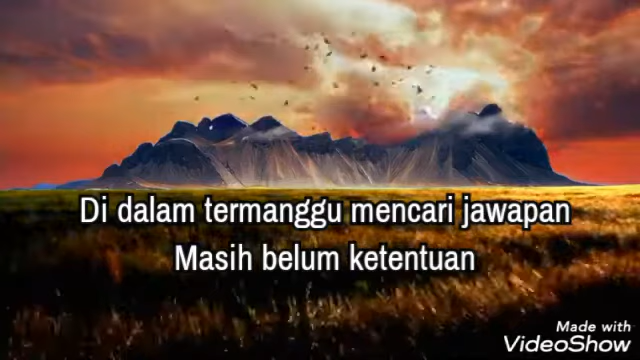 Di dalam termanggu mencari jawapan
Masih belum ketentuan
Made with
VideoShow